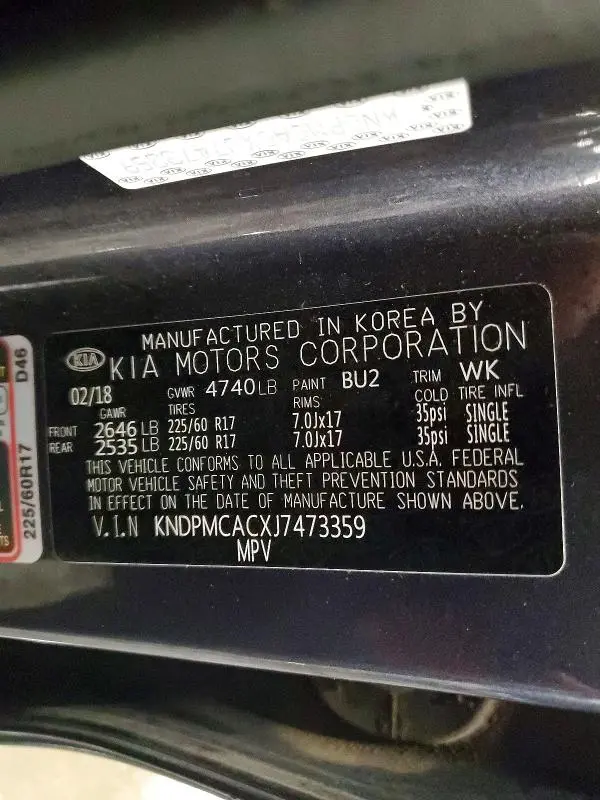 MANUFACTURED IN KOREA BY
KIA KIA MOTORS CORPORATION
02/18 GVWR 4740 LB PAINT BU2 TRIM WK
GAWR TIRES RIMS COLD TIRE INFL
FRONT 2646 LB 225/60 R17 7.0Jx17 35psi SINGLE
REAR 2535 LB 225/60 R17 7.0Jx17 35psi SINGLE
THIS VEHICLE CONFORMS TO ALL APPLICABLE U.S.A. FEDERAL
MOTOR VEHICLE SAFETY AND THEFT PREVENTION STANDARDS
IN EFFECT ON THE DATE OF MANUFACTURE SHOWN ABOVE.
V.I.N KNDPMCACXJ7473359
MPV
225/60R17 D46